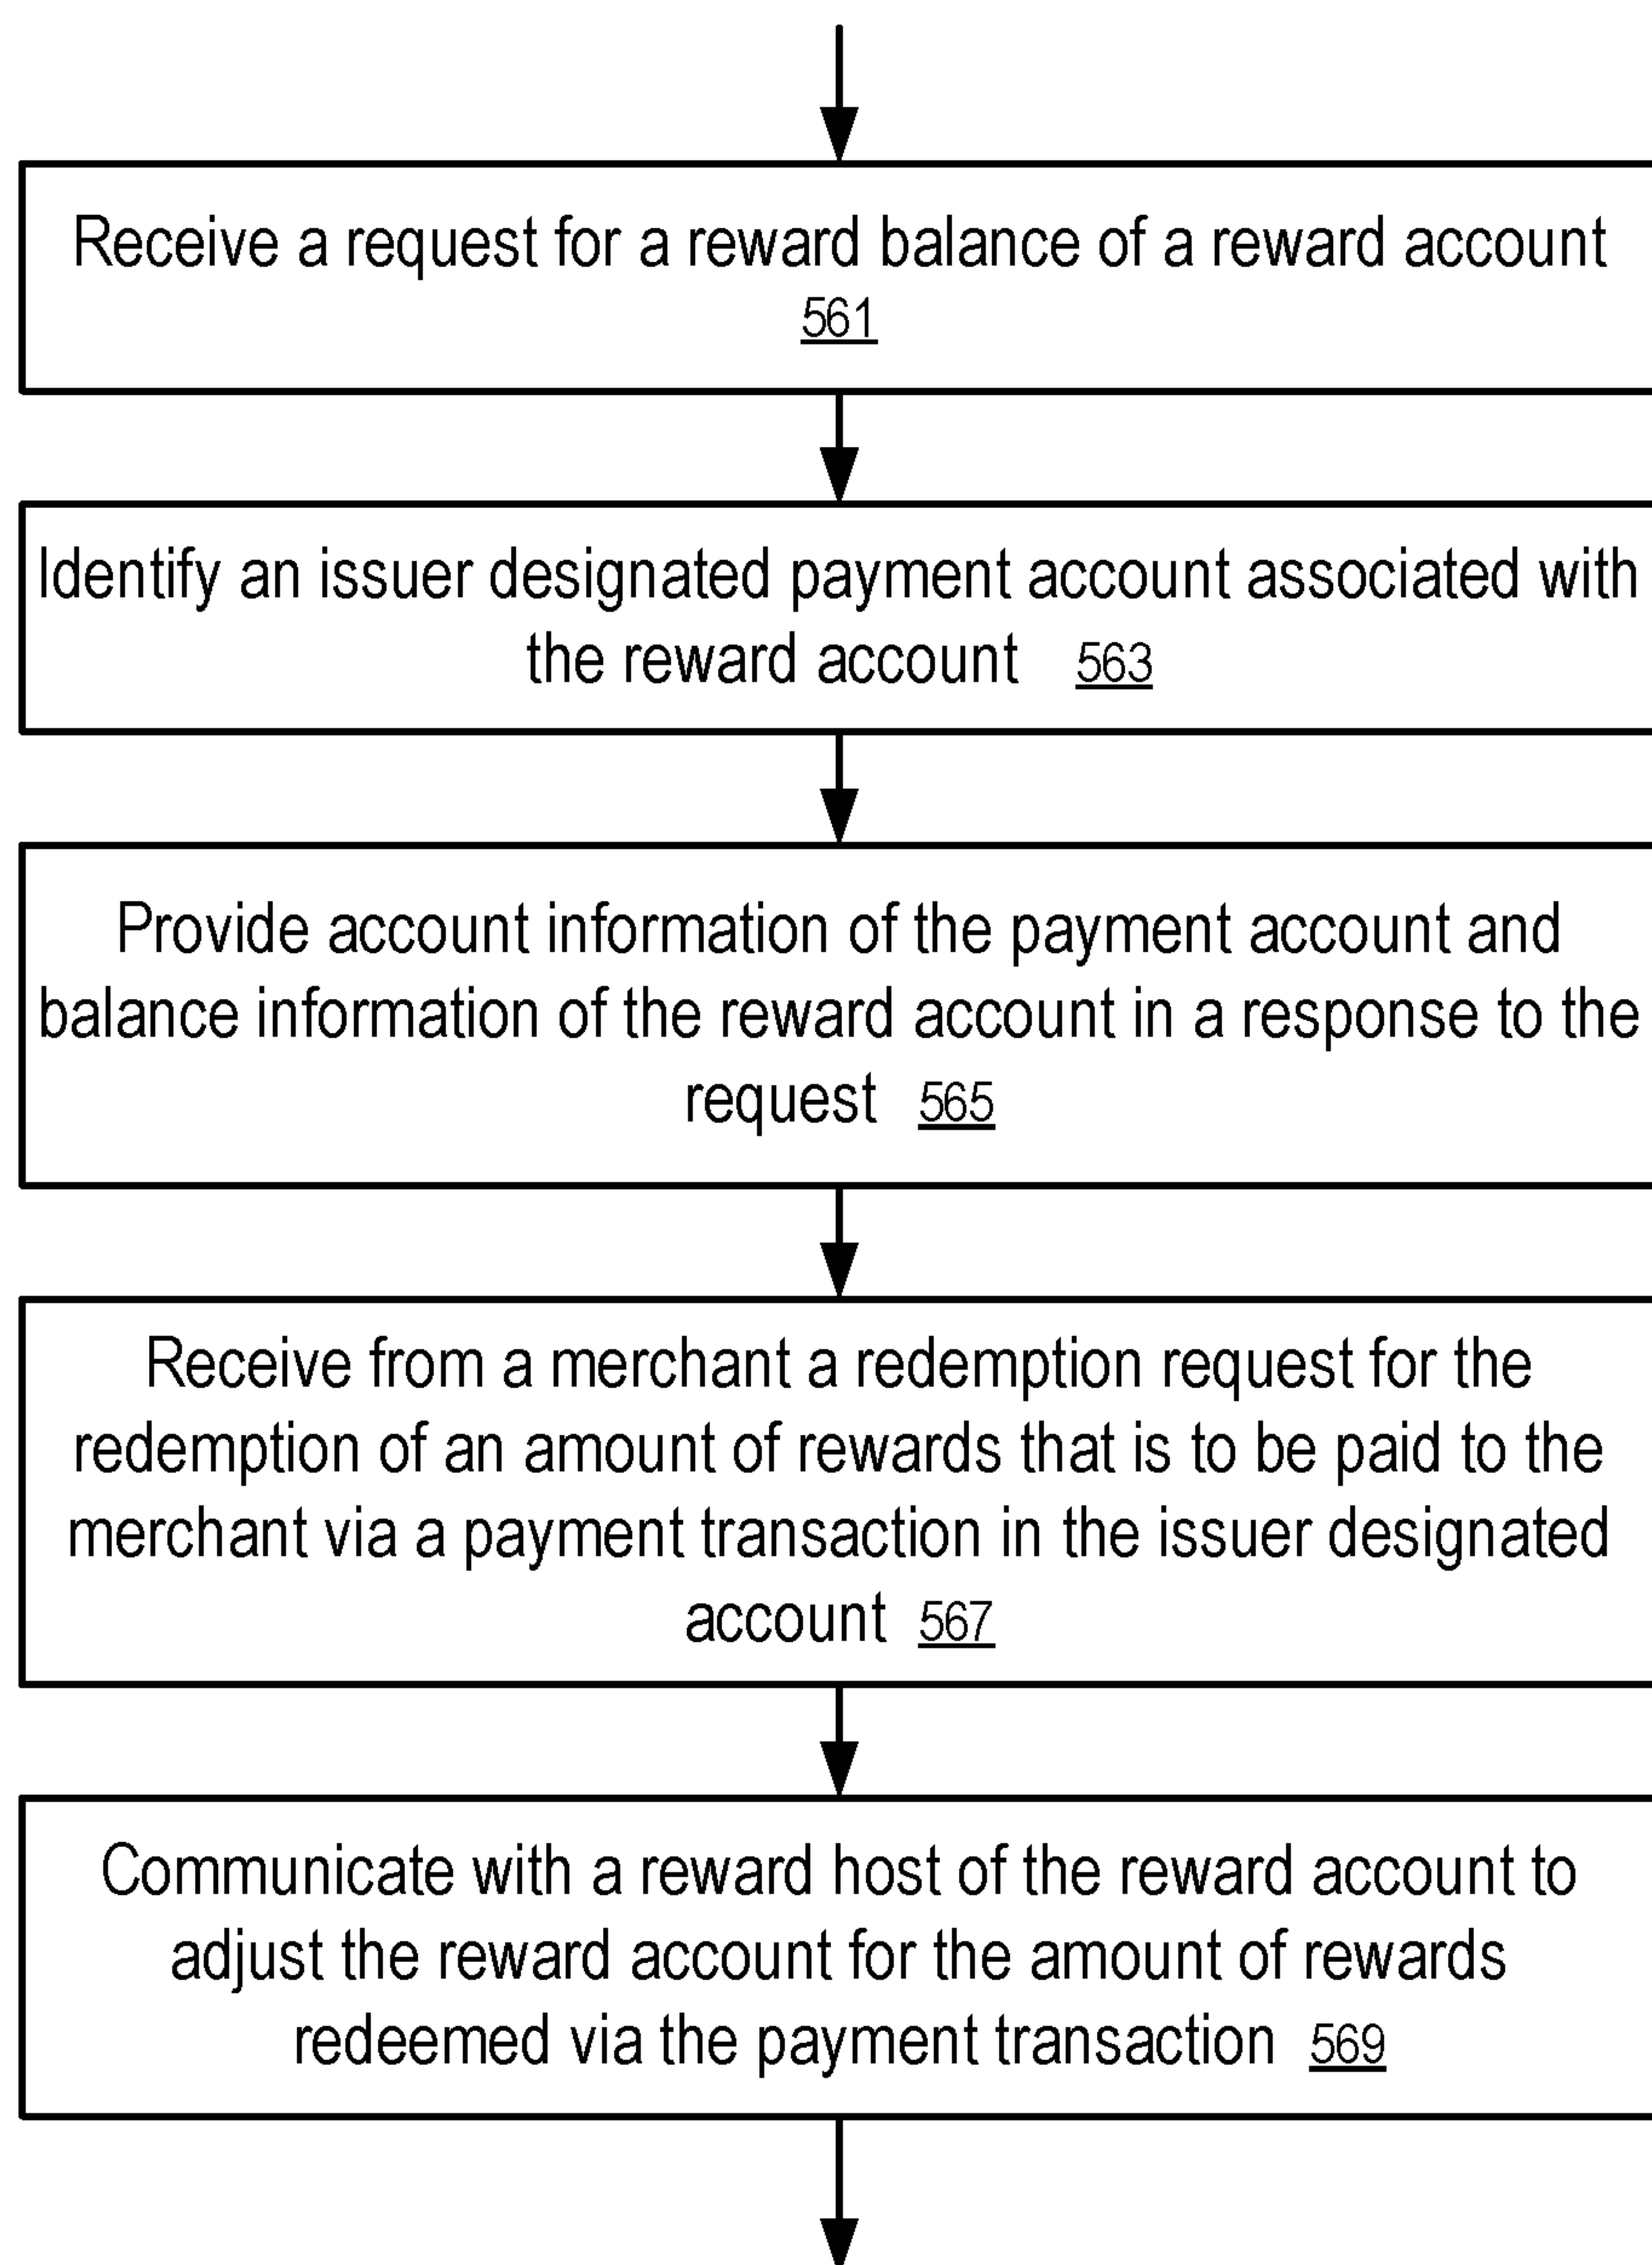 Receive a request for a reward balance of a reward account
561
Identify an issuer designated payment account associated with
the reward account 563
Provide account information of the payment account and
balance information of the reward account in a response to the
request 565
Receive from a merchant a redemption request for the
redemption of an amount of rewards that is to be paid to the
merchant via a payment transaction in the issuer designated
account 567
Communicate with a reward host of the reward account to
adjust the reward account for the amount of rewards
redeemed via the payment transaction 569